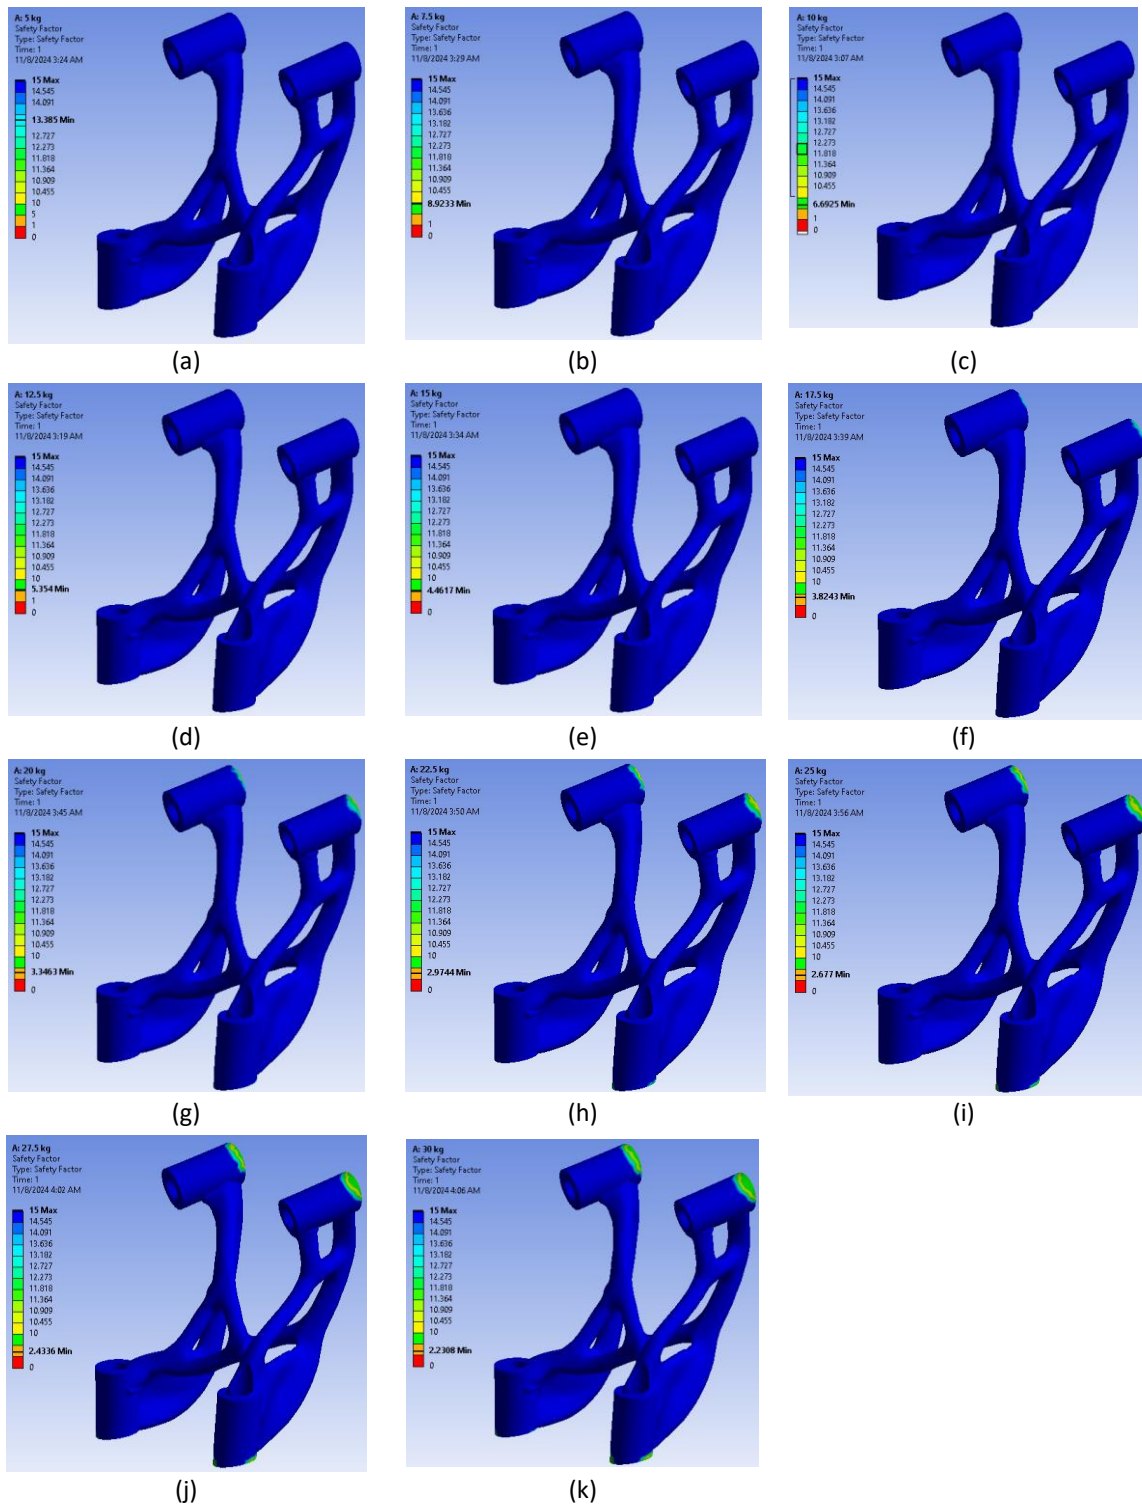 A: 5 kg
Safety Factor
Type: Safety Factor
Time: 1
11/8/2024 3:24 AM
15 Max
14.545
14.091
13.385 Min
12.727
12.273
11.818
11.364
10.909
10.455
10
5
1
0
(a)
A: 7.5 kg
Safety Factor
Type: Safety Factor
Time: 1
11/8/2024 3:29 AM
15 Max
14.545
14.091
13.636
13.182
12.727
12.273
11.818
11.364
10.909
10.455
8.9233 Min
1
0
(b)
A: 10 kg
Safety Factor
Type: Safety Factor
Time: 1
11/8/2024 3:07 AM
15 Max
14.545
14.091
13.636
13.182
12.727
12.273
11.818
11.364
10.909
10.455
6.6925 Min
1
0
(c)
A: 12.5 kg
Safety Factor
Type: Safety Factor
Time: 1
11/8/2024 3:19 AM
15 Max
14.545
14.091
13.636
13.182
12.727
12.273
11.818
11.364
10.909
10.455
10
5.354 Min
1
0
(d)
A: 15 kg
Safety Factor
Type: Safety Factor
Time: 1
11/8/2024 3:34 AM
15 Max
14.545
14.091
13.636
13.182
12.727
12.273
11.818
11.364
10.909
10.455
10
4.4617 Min
0
(e)
A: 17.5 kg
Safety Factor
Type: Safety Factor
Time: 1
11/8/2024 3:39 AM
15 Max
14.545
14.091
13.636
13.182
12.727
12.273
11.818
11.364
10.909
10.455
10
3.8243 Min
0
(f)
A: 20 kg
Safety Factor
Type: Safety Factor
Time: 1
11/8/2024 3:45 AM
15 Max
14.545
14.091
13.636
13.182
12.727
12.273
11.818
11.364
10.909
10.455
10
3.3463 Min
0
(g)
A: 22.5 kg
Safety Factor
Type: Safety Factor
Time: 1
11/8/2024 3:50 AM
15 Max
14.545
14.091
13.636
13.182
12.727
12.273
11.818
11.364
10.909
10.455
10
2.9744 Min
0
(h)
A: 25 kg
Safety Factor
Type: Safety Factor
Time: 1
11/8/2024 3:56 AM
15 Max
14.545
14.091
13.636
13.182
12.727
12.273
11.818
11.364
10.909
10.455
10
2.677 Min
0
(i)
A: 27.5 kg
Safety Factor
Type: Safety Factor
Time: 1
11/8/2024 4:02 AM
15 Max
14.545
14.091
13.636
13.182
12.727
12.273
11.818
11.364
10.909
10.455
10
2.4336 Min
0
(j)
A: 30 kg
Safety Factor
Type: Safety Factor
Time: 1
11/8/2024 4:06 AM
15 Max
14.545
14.091
13.636
13.182
12.727
12.273
11.818
11.364
10.909
10.455
10
2.2308 Min
0
(k)